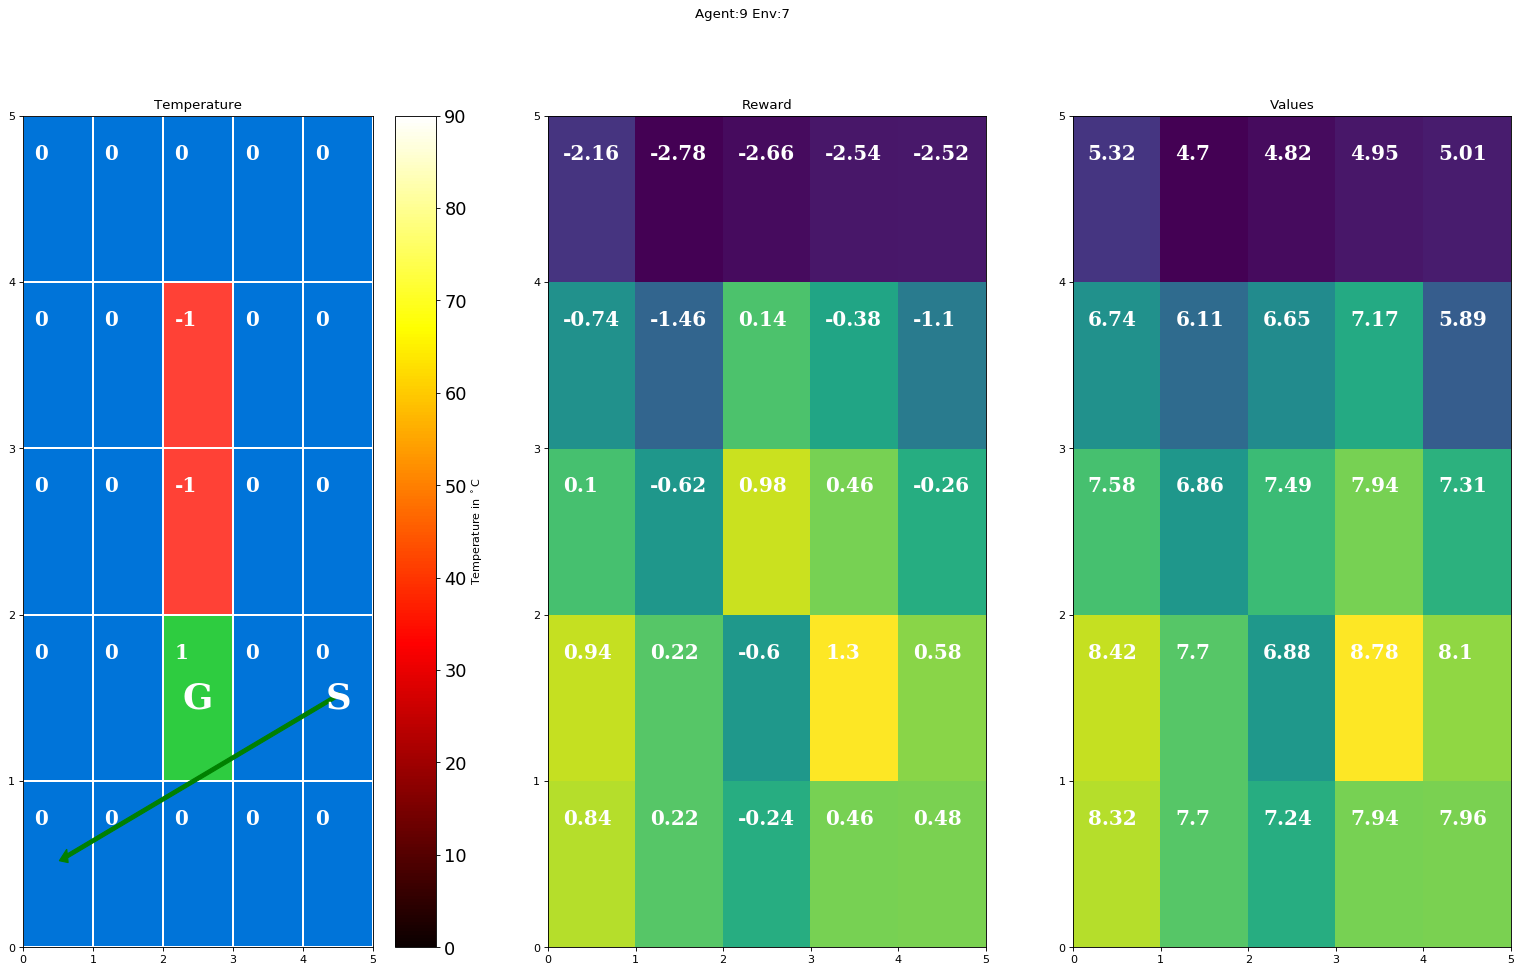 Agent:9 Env:7
Temperature
5
0 0 0 0 0
4
0 0 -1 0 0
3
0 0 -1 0 0
2
0 0 1 0 0
G S
1
0 0 0 0 0
0
0 1 2 3 4 5
90
80
70
60
50
40
30
20
10
0
Temperature in °C
Reward
5
-2.16 -2.78 -2.66 -2.54 -2.52
4
-0.74 -1.46 0.14 -0.38 -1.1
3
0.1 -0.62 0.98 0.46 -0.26
2
0.94 0.22 -0.6 1.3 0.58
1
0.84 0.22 -0.24 0.46 0.48
0
0 1 2 3 4 5
Values
5
5.32 4.7 4.82 4.95 5.01
4
6.74 6.11 6.65 7.17 5.89
3
7.58 6.86 7.49 7.94 7.31
2
8.42 7.7 6.88 8.78 8.1
1
8.32 7.7 7.24 7.94 7.96
0
0 1 2 3 4 5